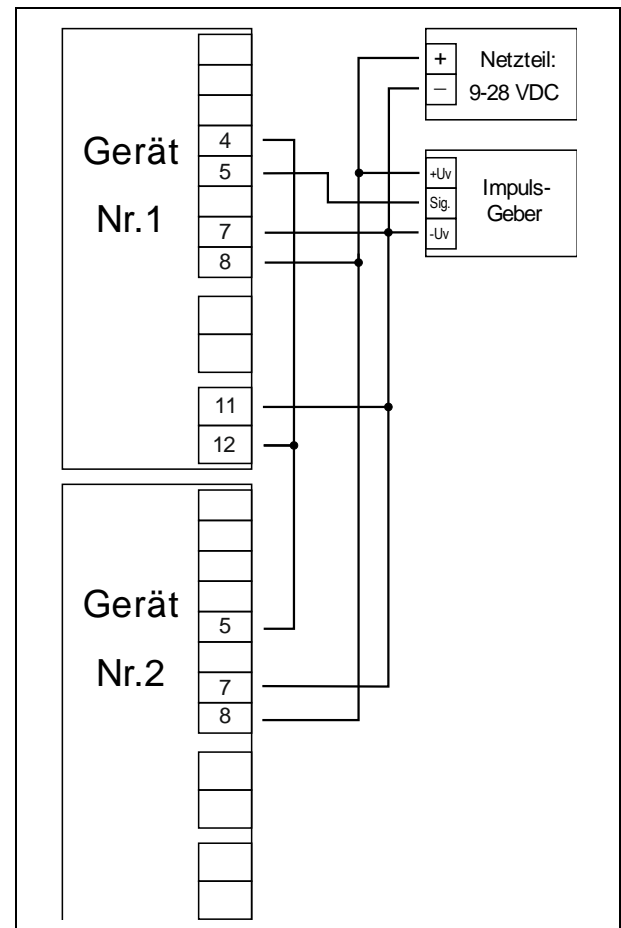 Gerät
Nr.1
4
5
7
8
11
12
Gerät
Nr.2
5
7
8
+ Netzteil:
– 9-28 VDC
+Uv
Sig.
-Uv
Impuls-
Geber